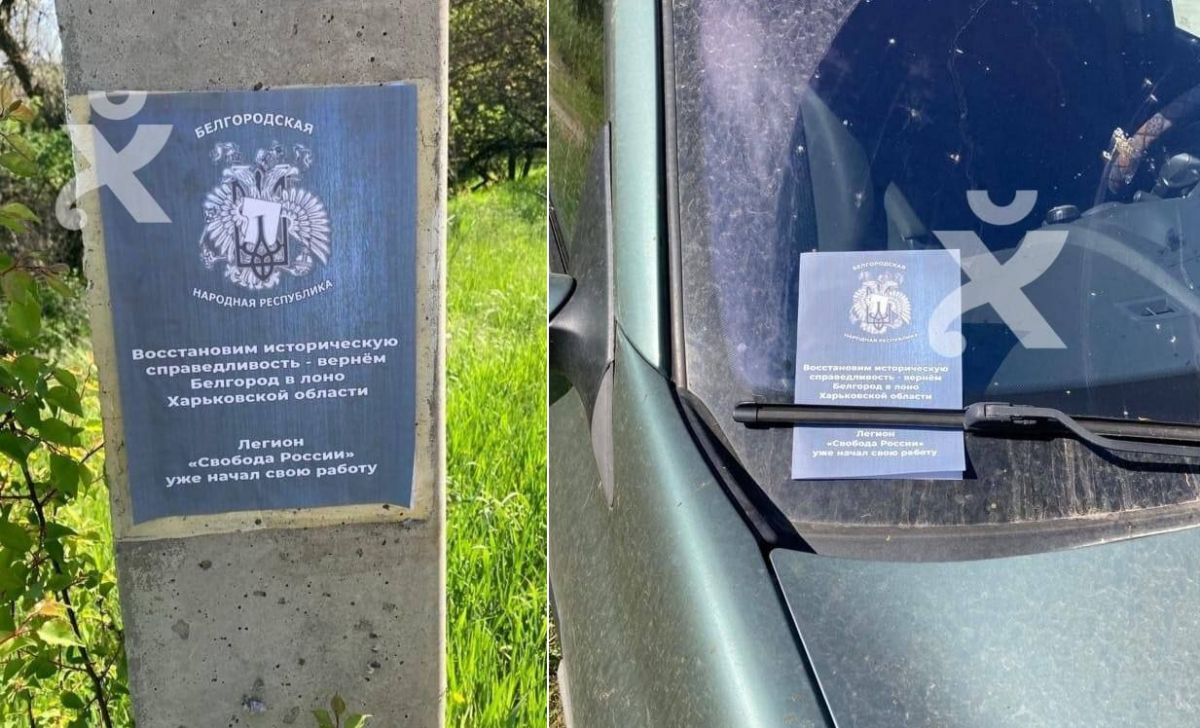 БЕЛГОРОДСКАЯ
НАРОДНАЯ РЕСПУБЛИКА
Восстановим историческую
справедливость - вернём
Белгород в лоно
Харьковской области
Легион
«Свобода России»
уже начал свою работу
БЕЛГОРОДСКАЯ
НАРОДНАЯ РЕСПУБЛИКА
Восстановим историческую
справедливость - вернём
Белгород в лоно
Харьковской области
Легион
«Свобода России»
уже начал свою работу